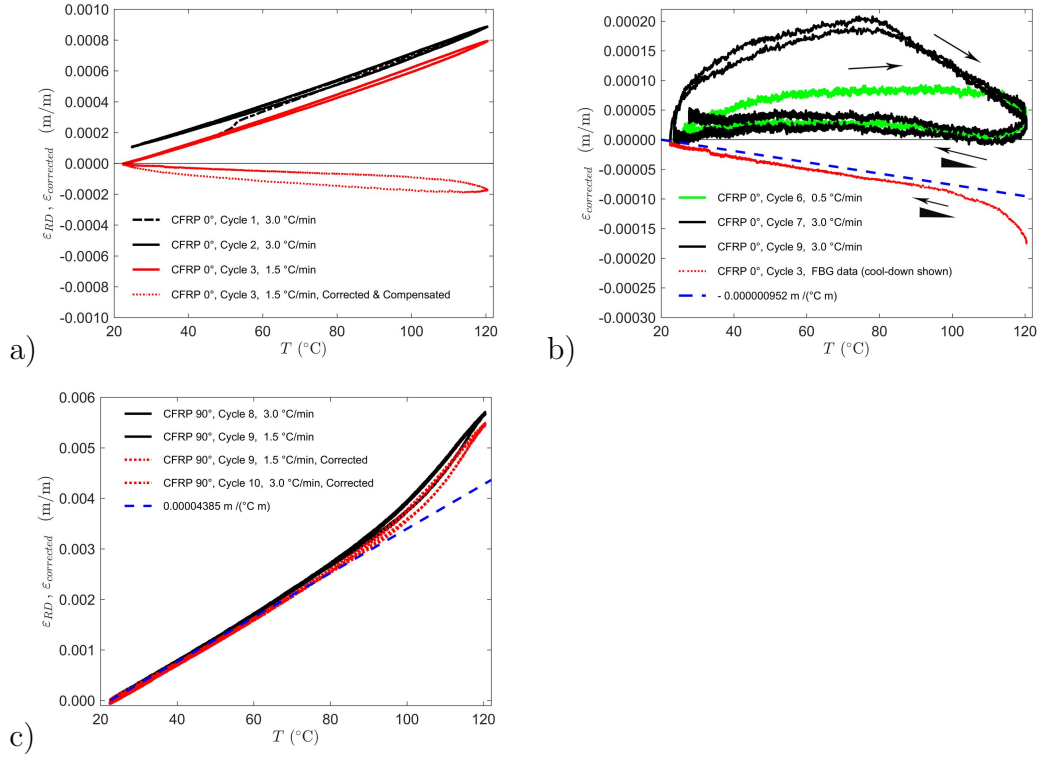 a)
0.0010
0.0008
0.0006
0.0004
0.0002
0.0000
-0.0002
-0.0004
-0.0006
-0.0008
-0.0010
ε_RD , ε_corrected (m/m)
CFRP 0°, Cycle 1, 3.0 °C/min
CFRP 0°, Cycle 2, 3.0 °C/min
CFRP 0°, Cycle 3, 1.5 °C/min
CFRP 0°, Cycle 3, 1.5 °C/min, Corrected & Compensated
20 40 60 80 100 120
T (°C)
b)
0.00020
0.00015
0.00010
0.00005
0.00000
-0.00005
-0.00010
-0.00015
-0.00020
-0.00025
-0.00030
ε_corrected (m/m)
CFRP 0°, Cycle 6, 0.5 °C/min
CFRP 0°, Cycle 7, 3.0 °C/min
CFRP 0°, Cycle 9, 3.0 °C/min
CFRP 0°, Cycle 3, FBG data (cool-down shown)
- 0.000000952 m /(°C m)
20 40 60 80 100 120
T (°C)
c)
0.006
0.005
0.004
0.003
0.002
0.001
0.000
ε_RD , ε_corrected (m/m)
CFRP 90°, Cycle 8, 3.0 °C/min
CFRP 90°, Cycle 9, 1.5 °C/min
CFRP 90°, Cycle 9, 1.5 °C/min, Corrected
CFRP 90°, Cycle 10, 3.0 °C/min, Corrected
0.00004385 m /(°C m)
20 40 60 80 100 120
T (°C)